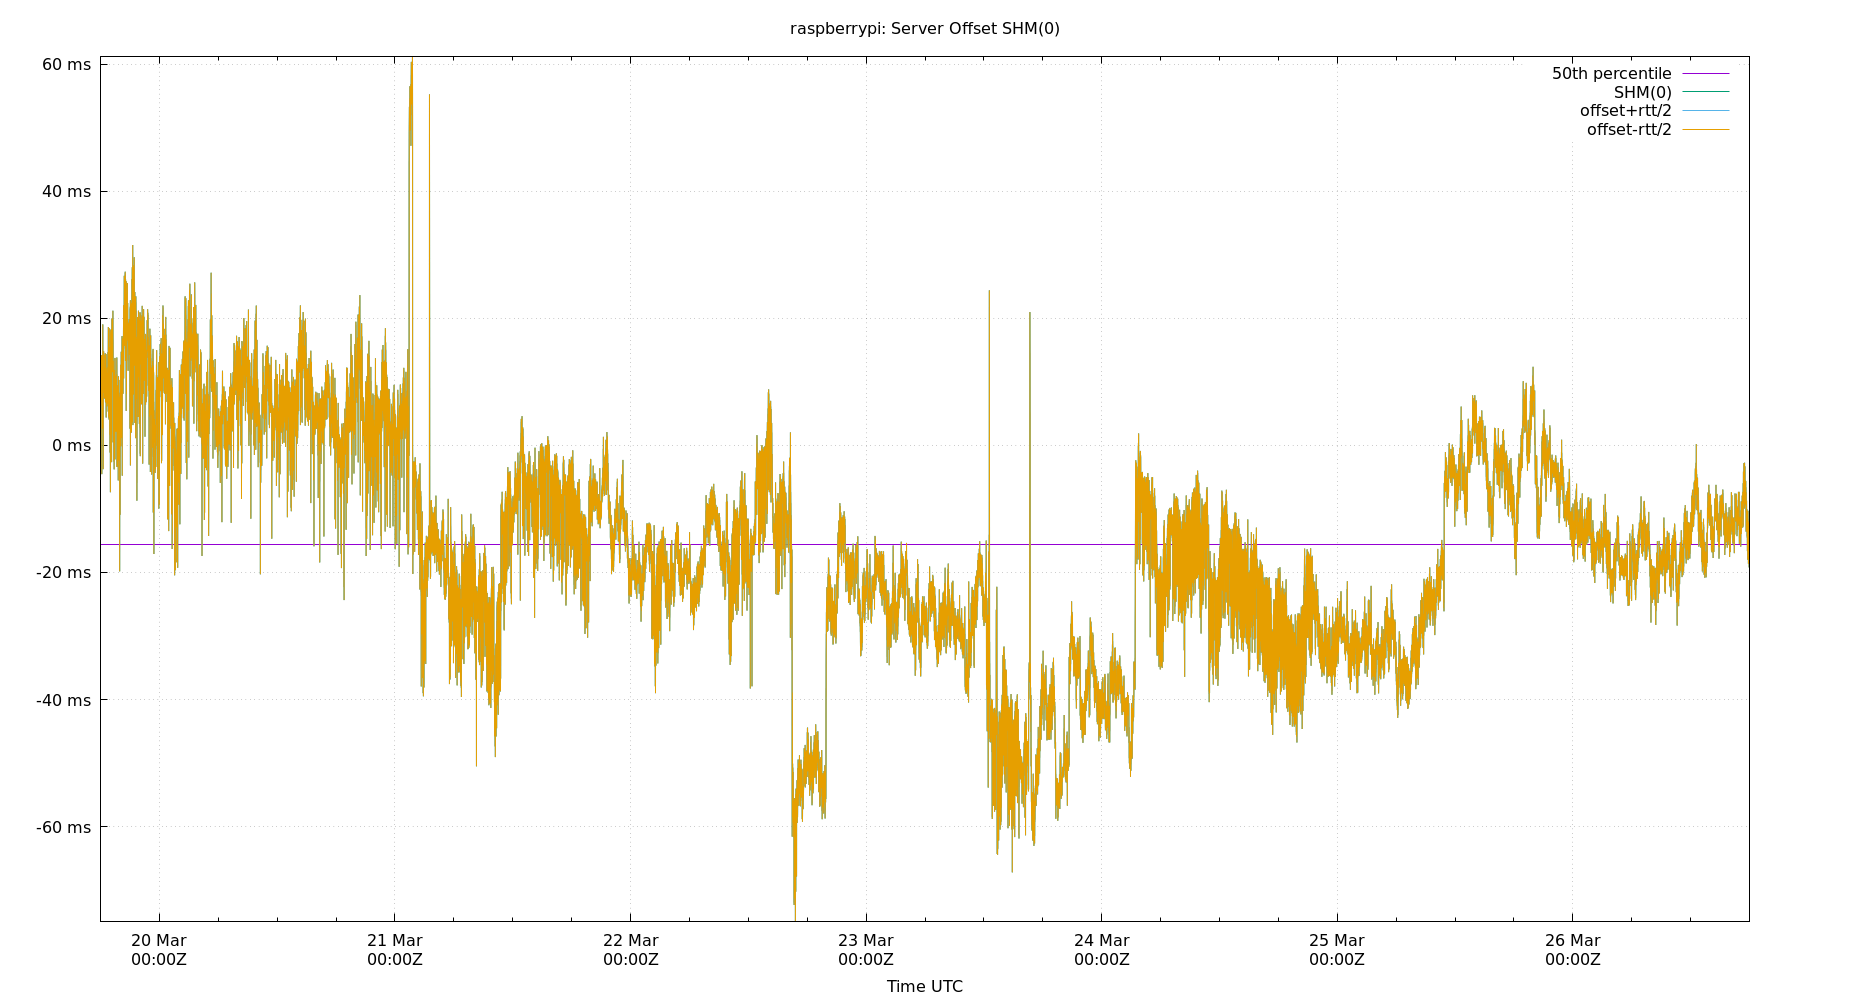 raspberrypi: Server Offset SHM(0)
60 ms
40 ms
20 ms
0 ms
-20 ms
-40 ms
-60 ms
50th percentile
SHM(0)
offset+rtt/2
offset-rtt/2
20 Mar 21 Mar 22 Mar 23 Mar 24 Mar 25 Mar 26 Mar
00:00Z 00:00Z 00:00Z 00:00Z 00:00Z 00:00Z 00:00Z
Time UTC